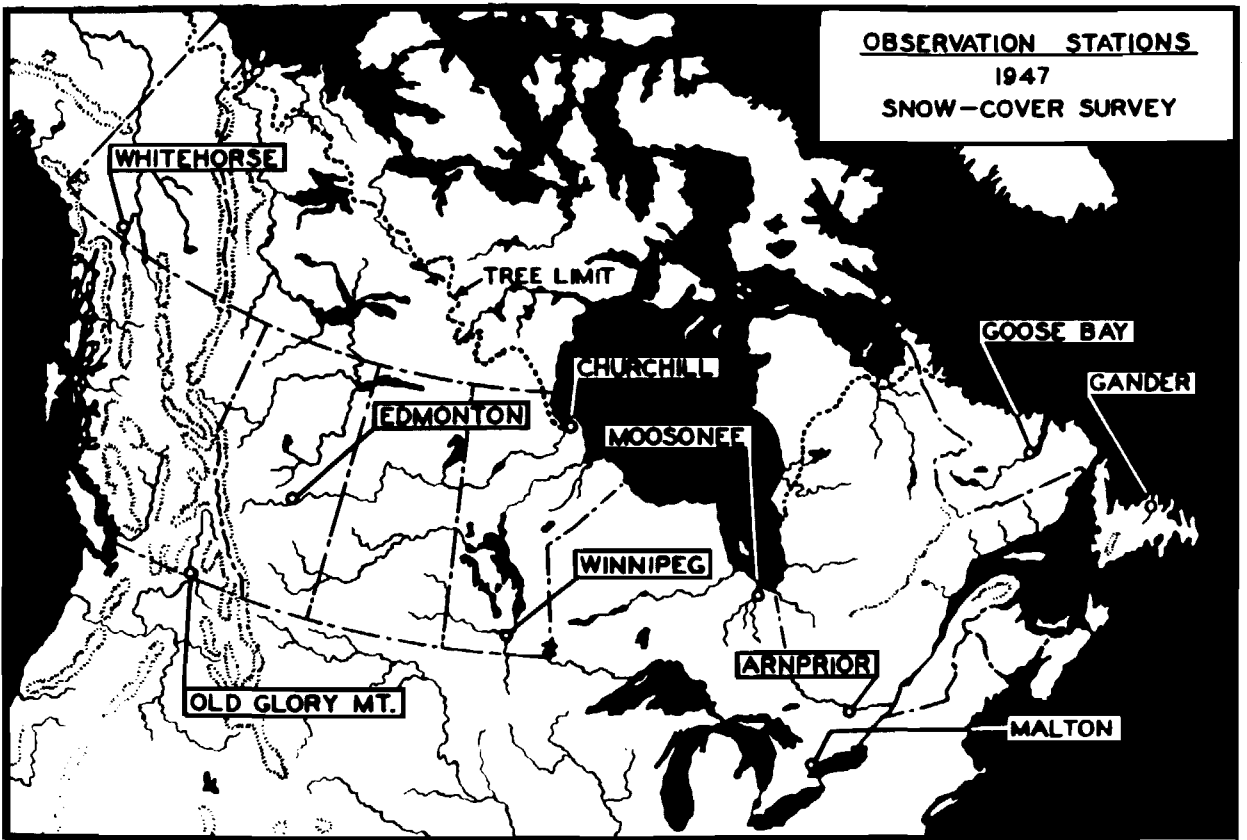 OBSERVATION STATIONS
1947
SNOW-COVER SURVEY
WHITEHORSE
TREE LIMIT
GOOSE BAY
CHURCHILL
GANDER
EDMONTON
MOOSONEE
WINNIPEG
ARNPRIOR
OLD GLORY MT.
MALTON